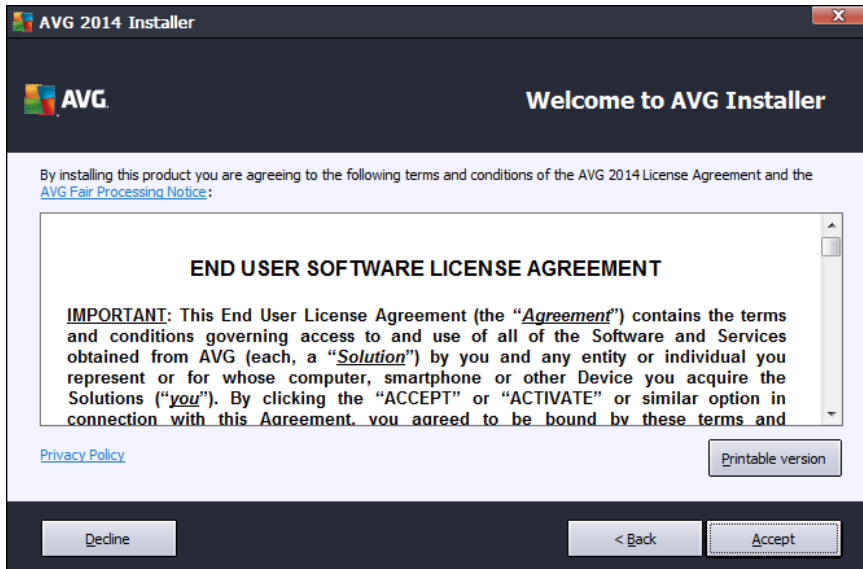 AVG 2014 Installer
X
AVG.
Welcome to AVG Installer
By installing this product you are agreeing to the following terms and conditions of the AVG 2014 License Agreement and the
AVG Fair Processing Notice:
END USER SOFTWARE LICENSE AGREEMENT
IMPORTANT: This End User License Agreement (the “Agreement”) contains the terms
and conditions governing access to and use of all of the Software and Services
obtained from AVG (each, a “Solution”) by you and any entity or individual you
represent or for whose computer, smartphone or other Device you acquire the
Solutions (“you”). By clicking the “ACCEPT” or “ACTIVATE” or similar option in
connection with this Agreement, you agreed to be bound by these terms and
Privacy Policy
Printable version
Decline
< Back
Accept